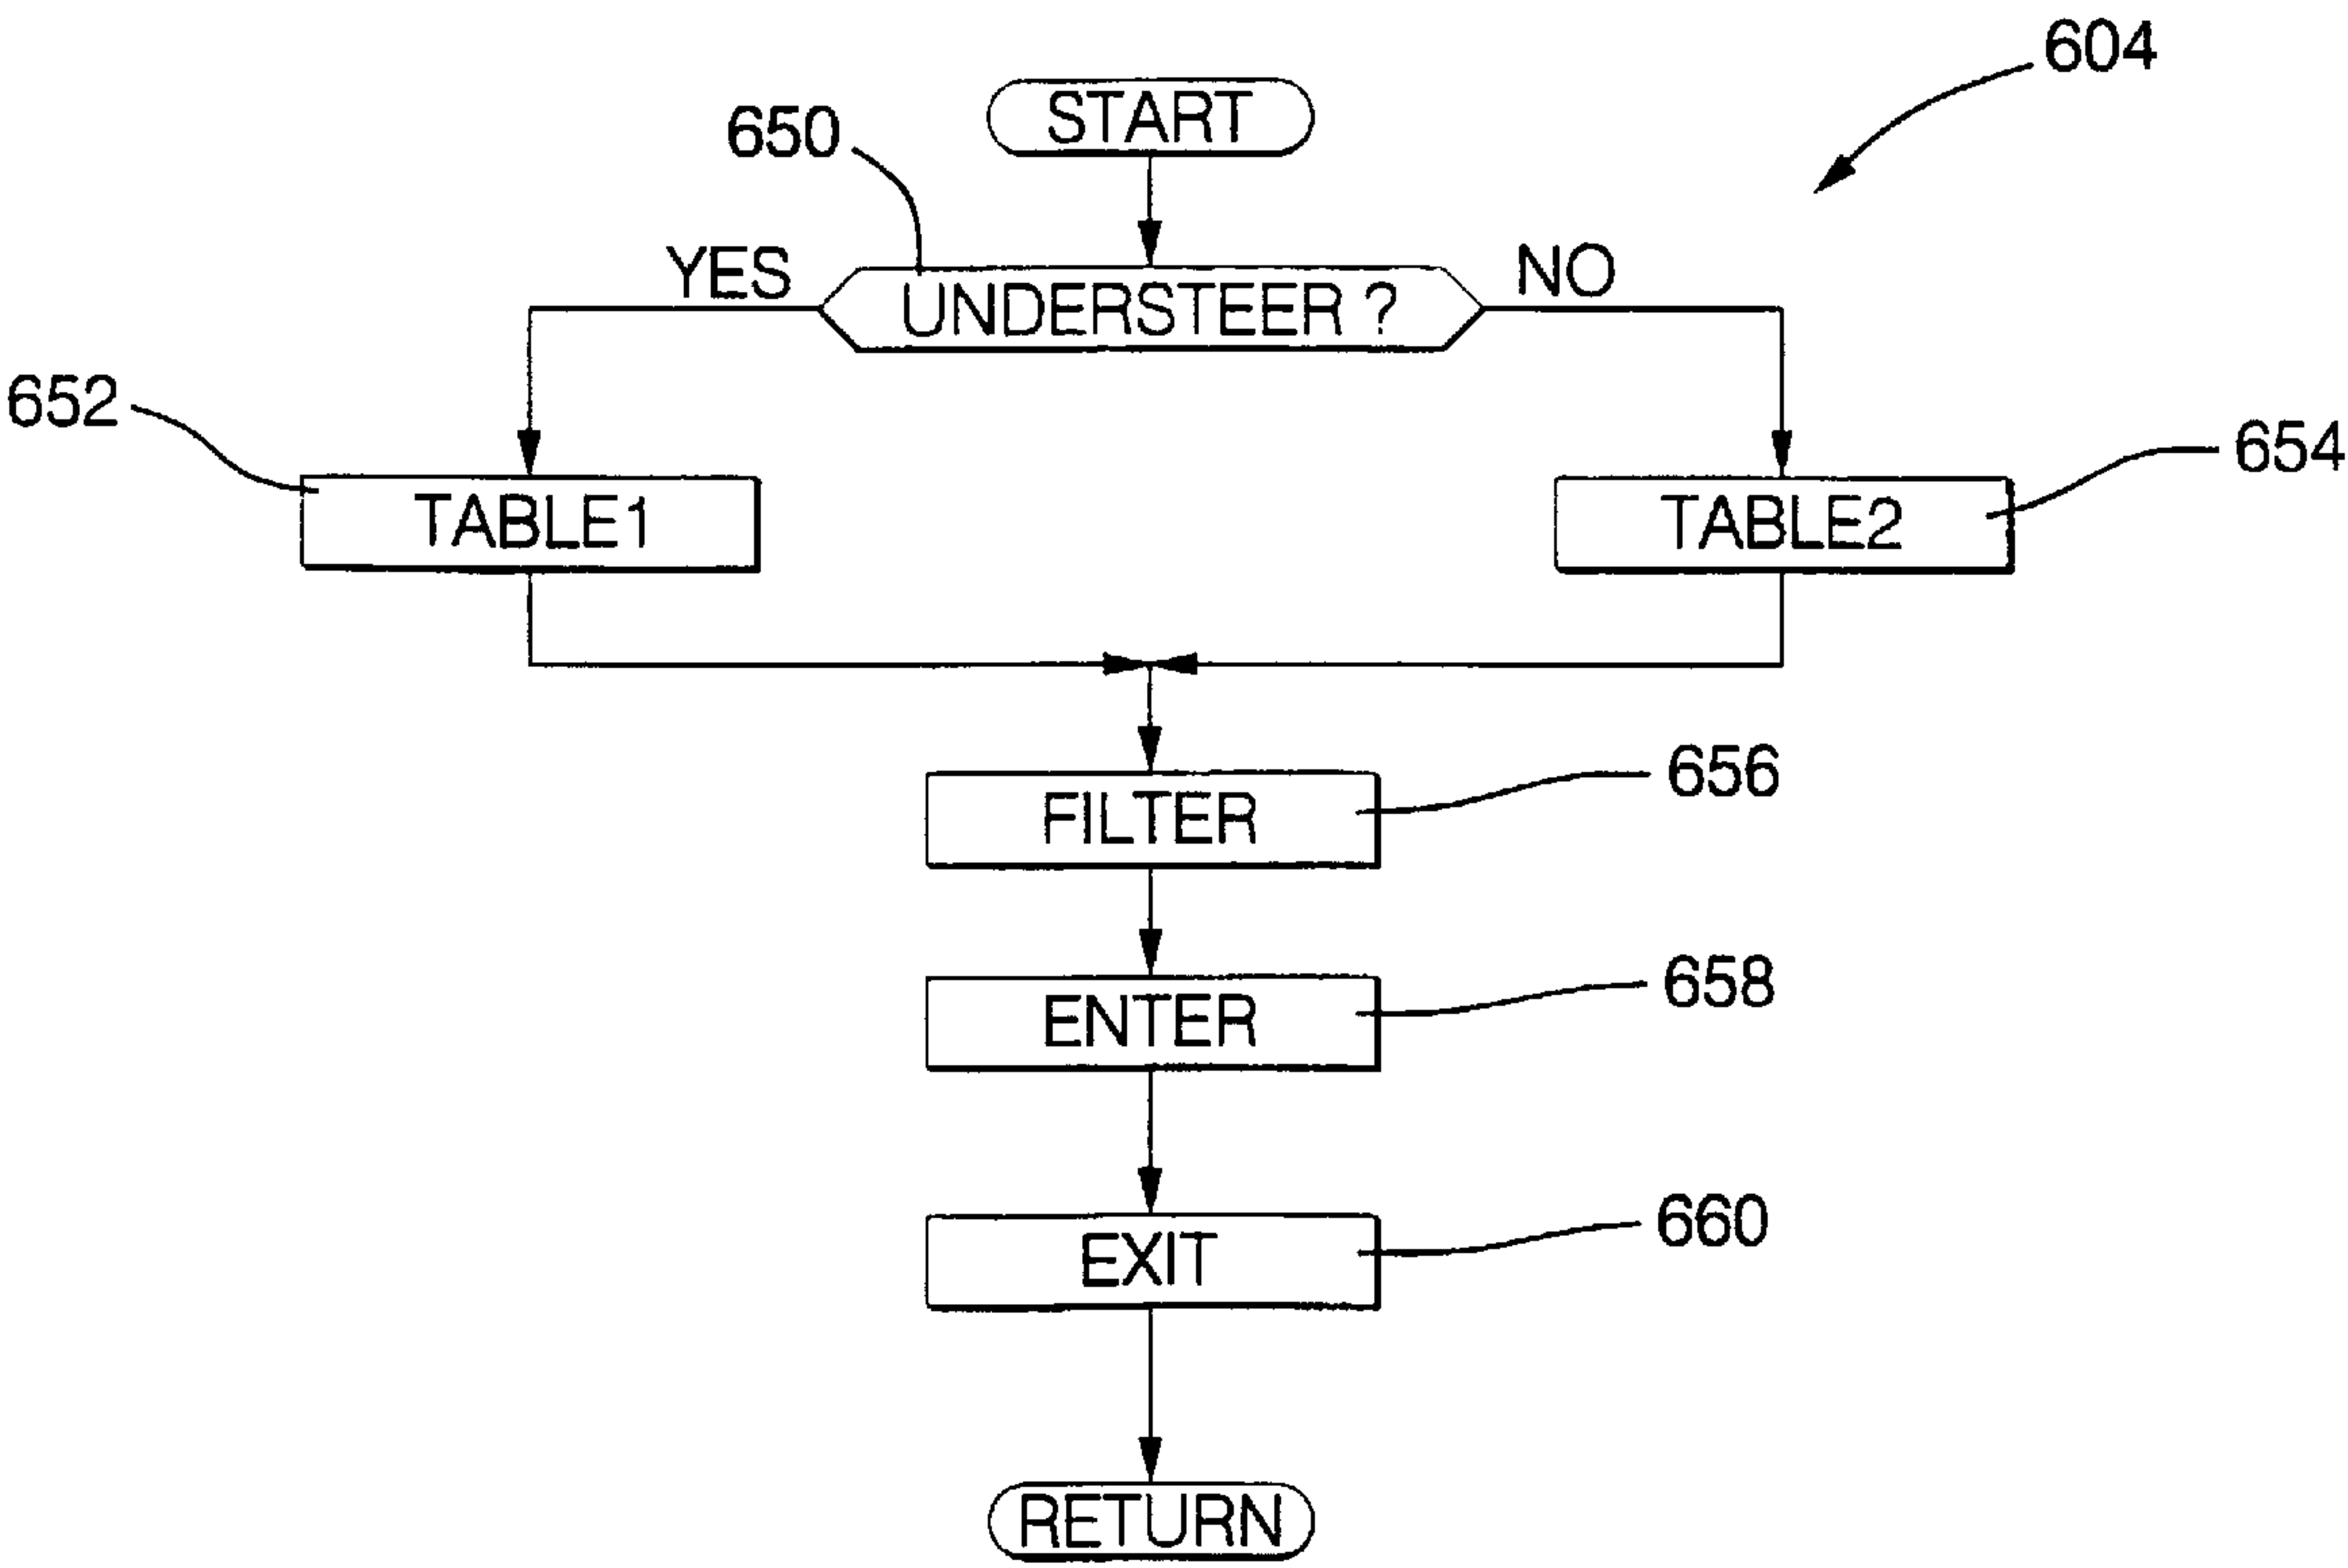 604
START
650
YES
UNDERSTEER ?
NO
652
TABLE1
TABLE2
654
FILTER
656
ENTER
658
EXIT
660
RETURN